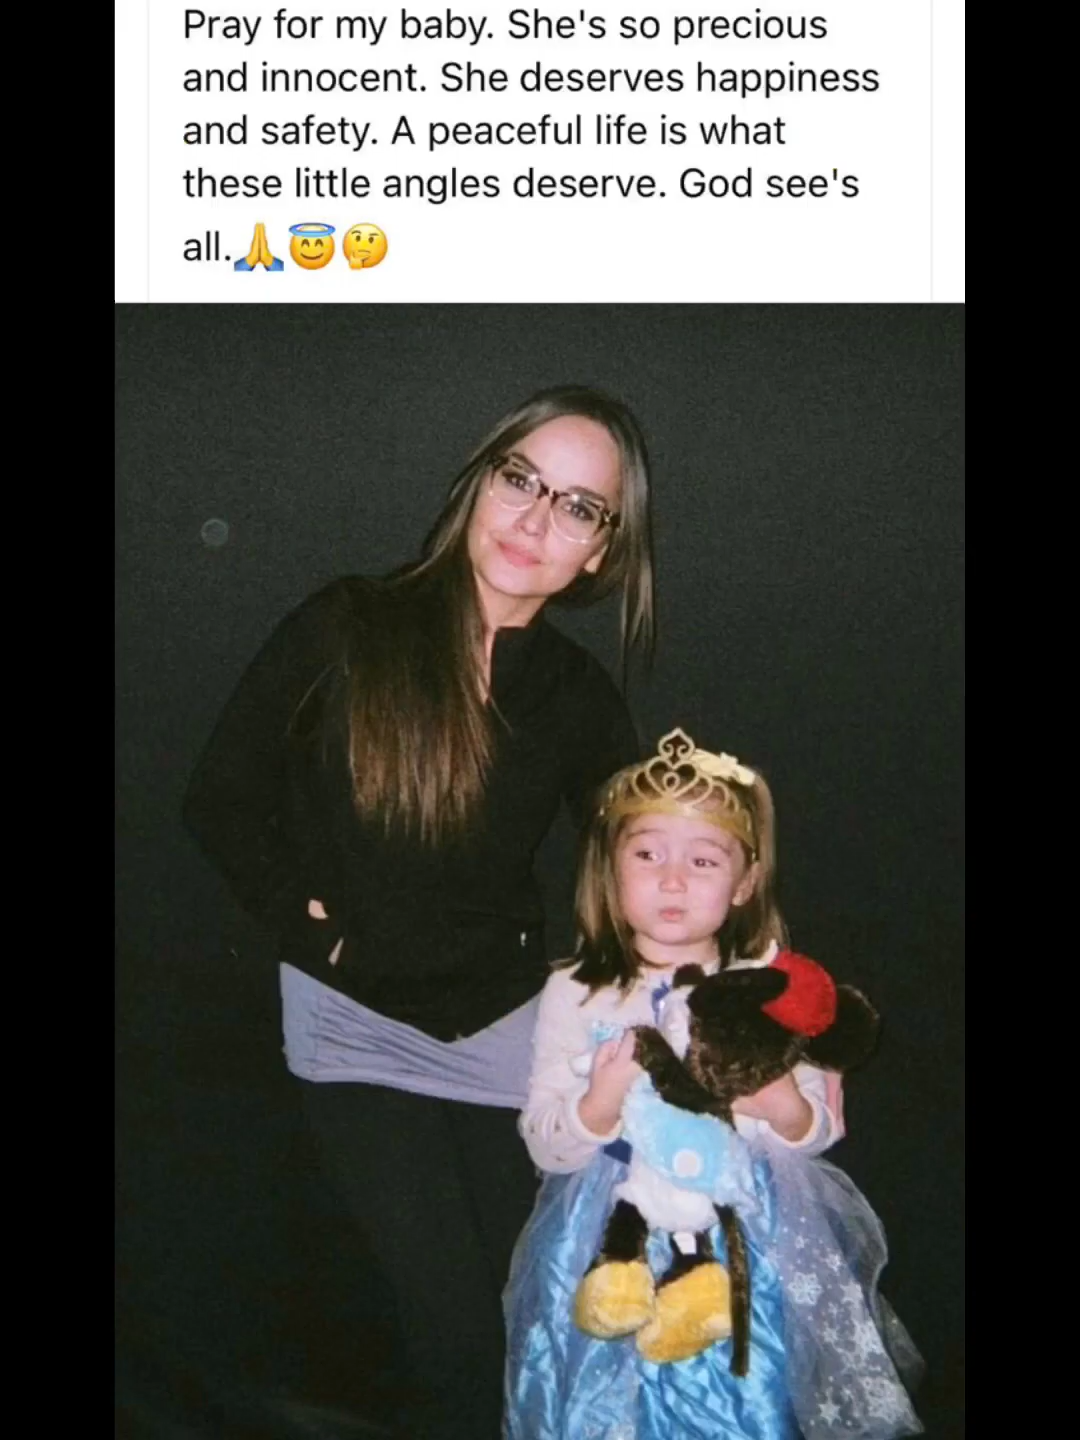 Pray for my baby. She's so precious
and innocent. She deserves happiness
and safety. A peaceful life is what
these little angles deserve. God see's
all.🙏😇🤔